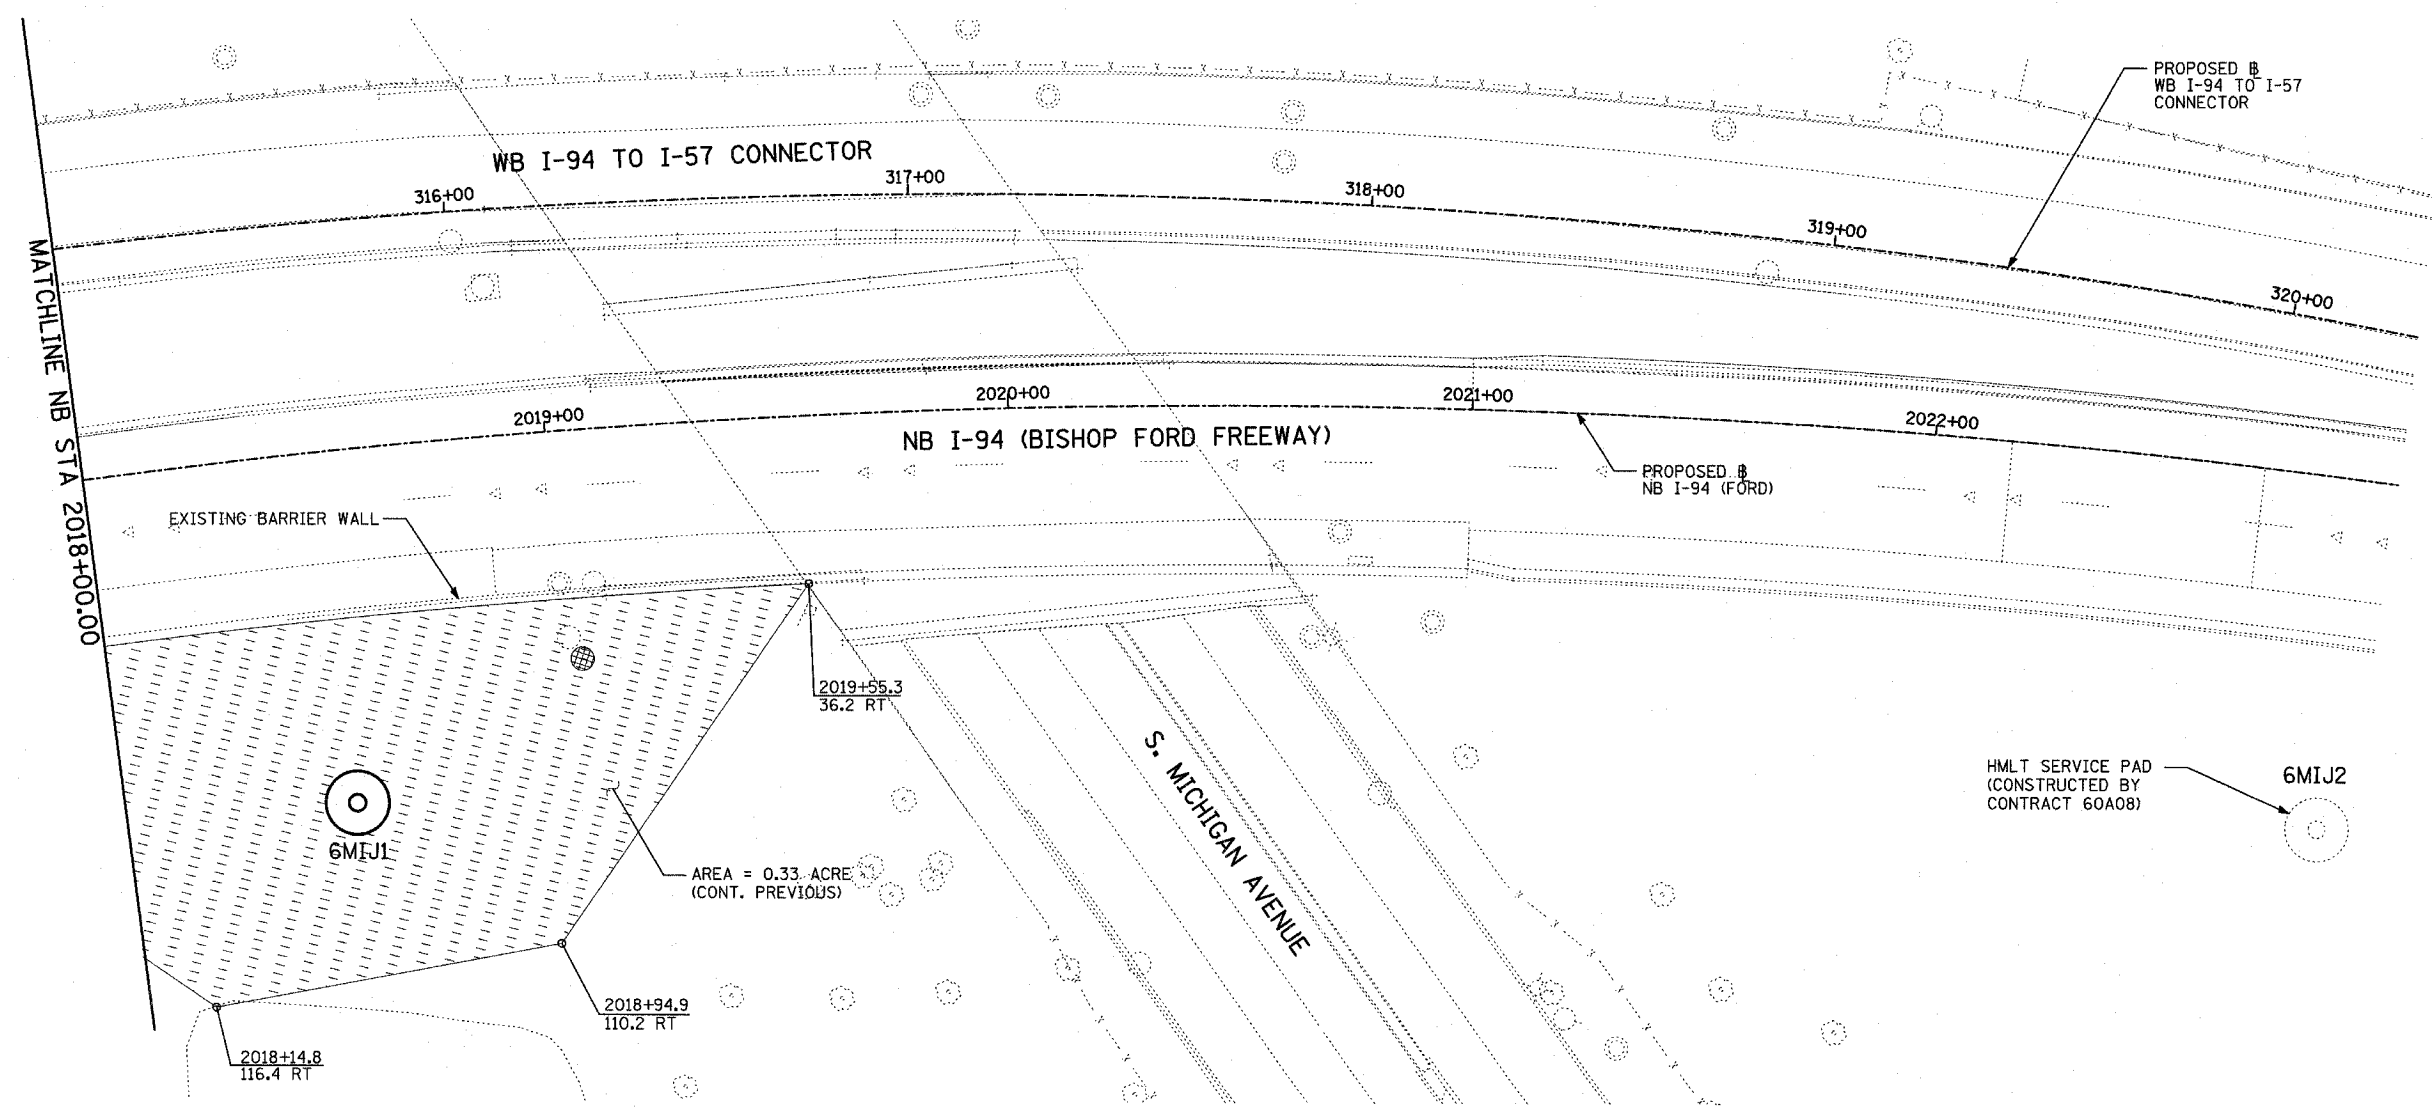 PROPOSED ⅊
WB I-94 TO I-57
CONNECTOR
WB I-94 TO I-57 CONNECTOR
316+00
317+00
318+00
319+00
320+00
MATCHLINE NB STA 2018+00.00
2019+00
2020+00
2021+00
2022+00
NB I-94 (BISHOP FORD FREEWAY)
PROPOSED ⅊
NB I-94 (FORD)
EXISTING BARRIER WALL
2019+55.3
36.2 RT
S. MICHIGAN AVENUE
HMLT SERVICE PAD
(CONSTRUCTED BY
CONTRACT 60A08)
6MIJ2
6MIJ1
AREA = 0.33 ACRE
(CONT. PREVIOUS)
2018+94.9
110.2 RT
2018+14.8
116.4 RT